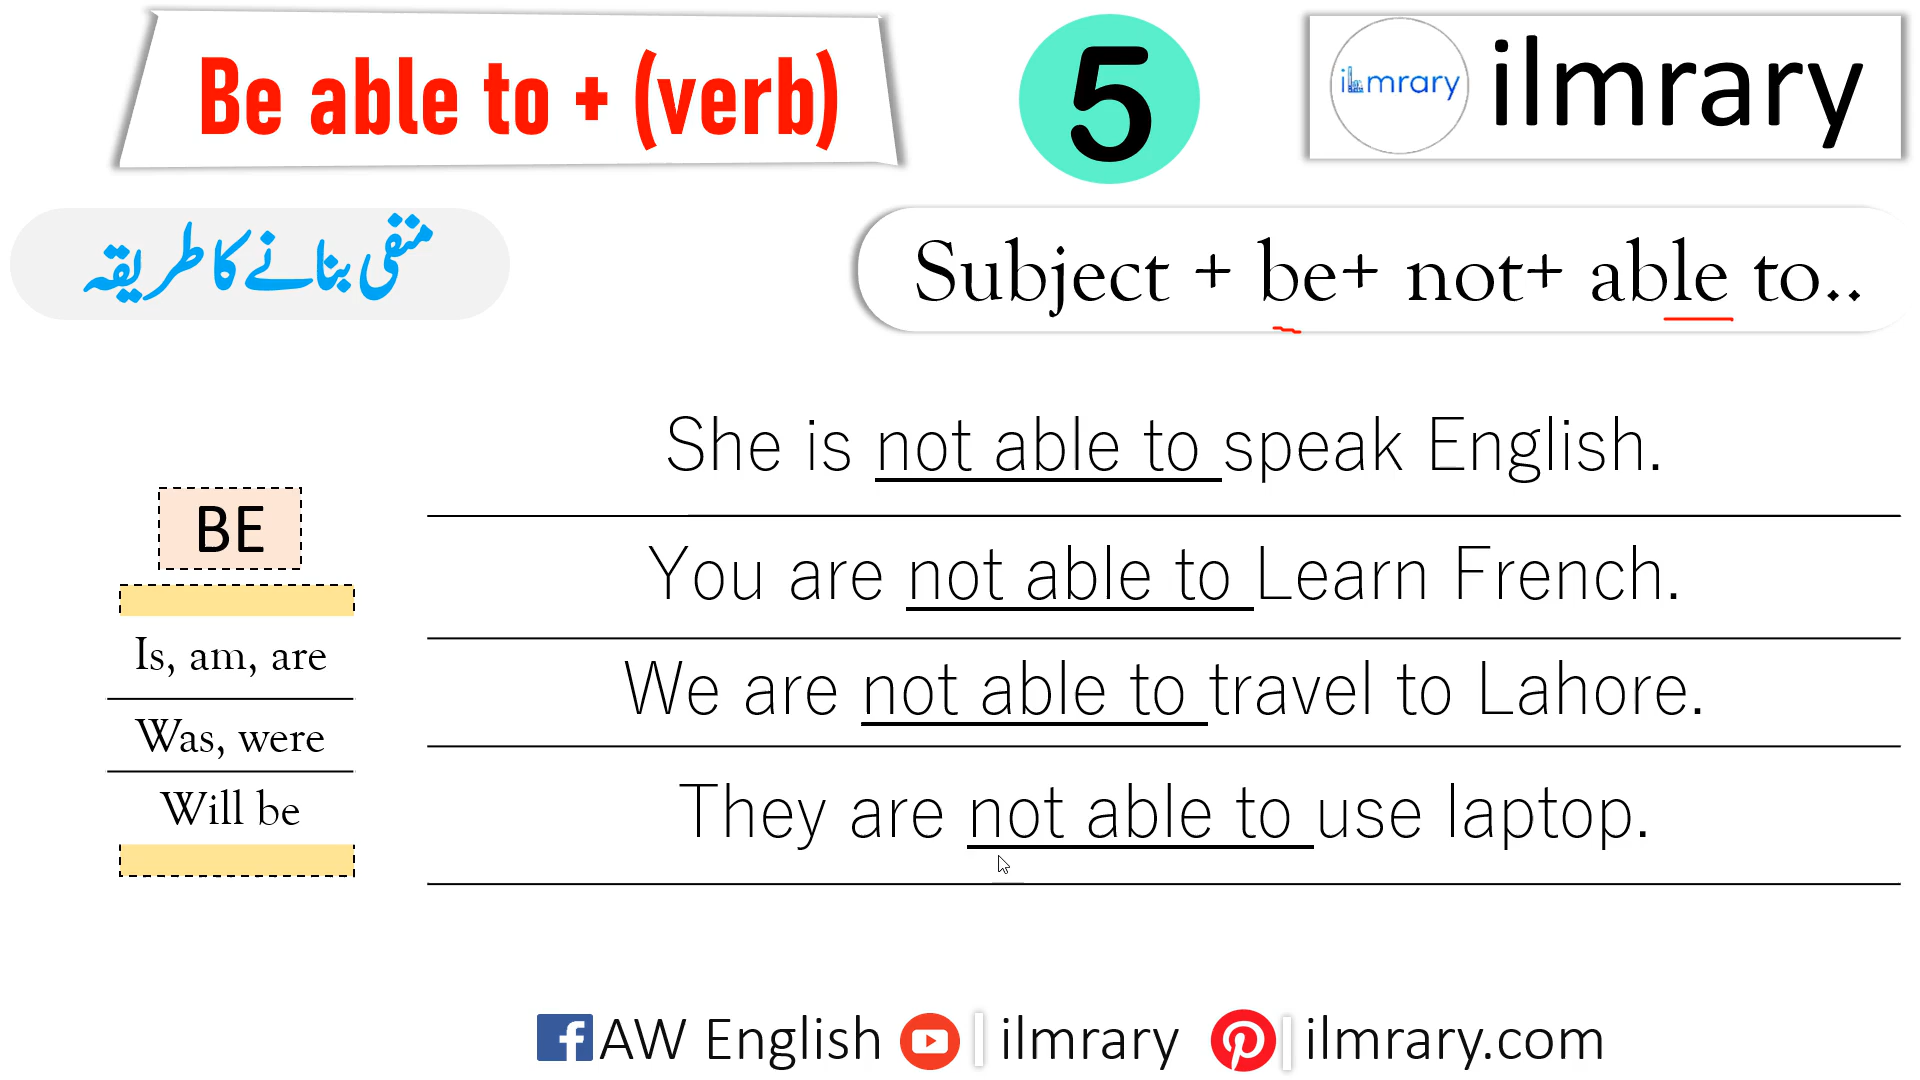 Be able to + (verb)
5
ilmrary
ilmrary
منفی بنانے کا طریقہ
Subject + be+ not+ able to..
She is not able to speak English.
You are not able to Learn French.
We are not able to travel to Lahore.
They are not able to use laptop.
BE
Is, am, are
Was, were
Will be
f AW English | ilmrary | ilmrary.com